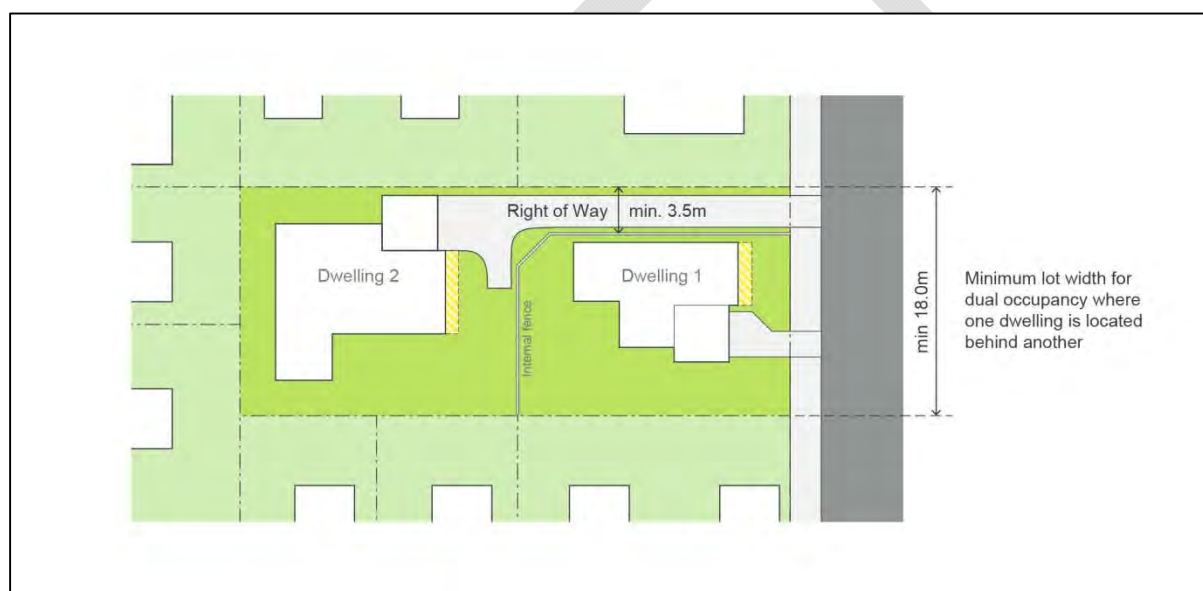 Right of Way min. 3.5m
Dwelling 2
Dwelling 1
Internal fence
min 18.0m
Minimum lot width for
dual occupancy where
one dwelling is located
behind another